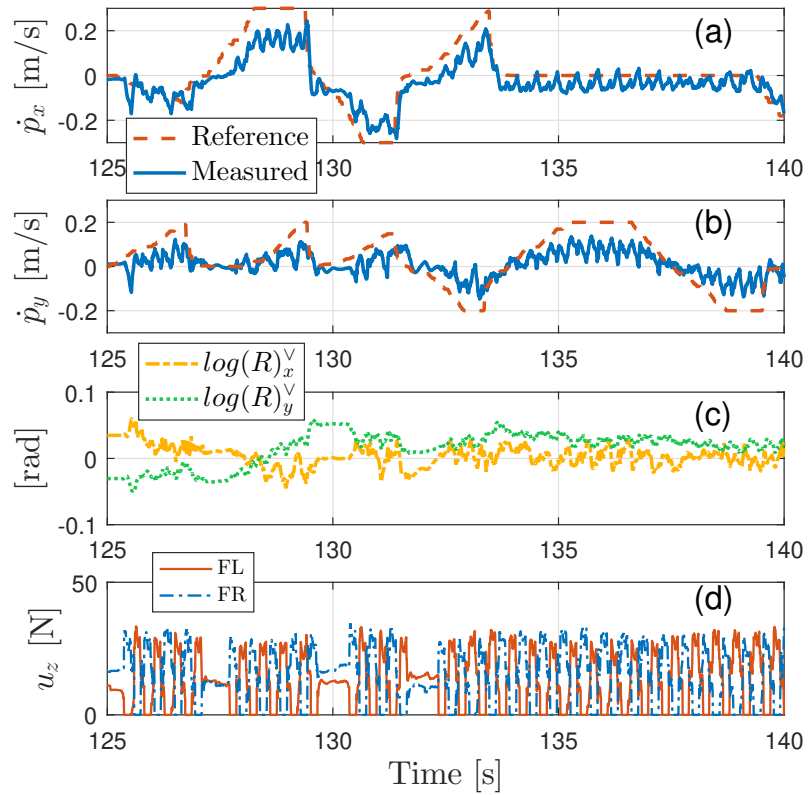 (a)
ṗx [m/s]
0.2
0
-0.2
Reference
Measured
125 130 135 140
(b)
ṗy [m/s]
0.2
0
-0.2
125 130 135 140
log(R)x∨
log(R)y∨
(c)
[rad]
0.1
0
-0.1
125 130 135 140
FL
FR
(d)
uz [N]
50
0
125 130 135 140
Time [s]